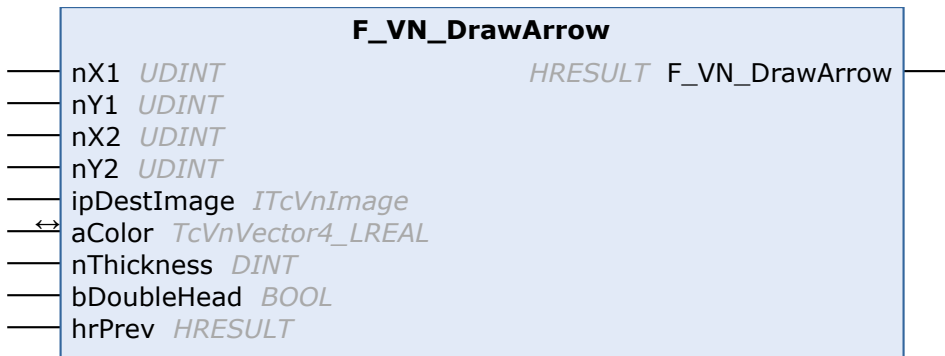 F_VN_DrawArrow
nX1 UDINT HRESULT F_VN_DrawArrow
nY1 UDINT
nX2 UDINT
nY2 UDINT
ipDestImage ITcVnImage
↔ aColor TcVnVector4_LREAL
nThickness DINT
bDoubleHead BOOL
hrPrev HRESULT